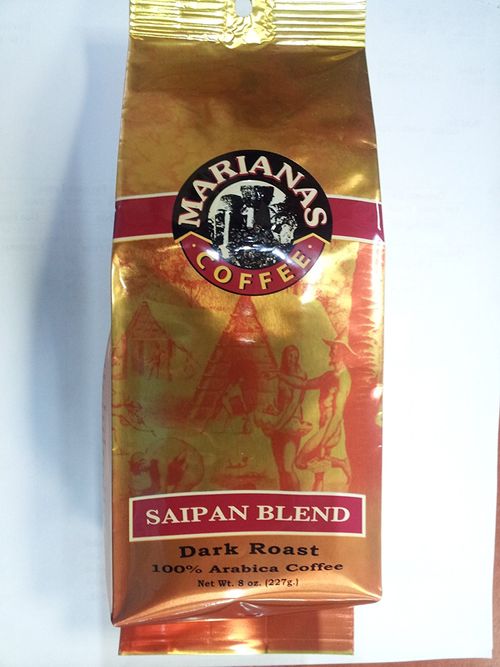 MARIANAS
COFFEE
SAIPAN BLEND
Dark Roast
100% Arabica Coffee
Net Wt. 8 oz. (227g.)